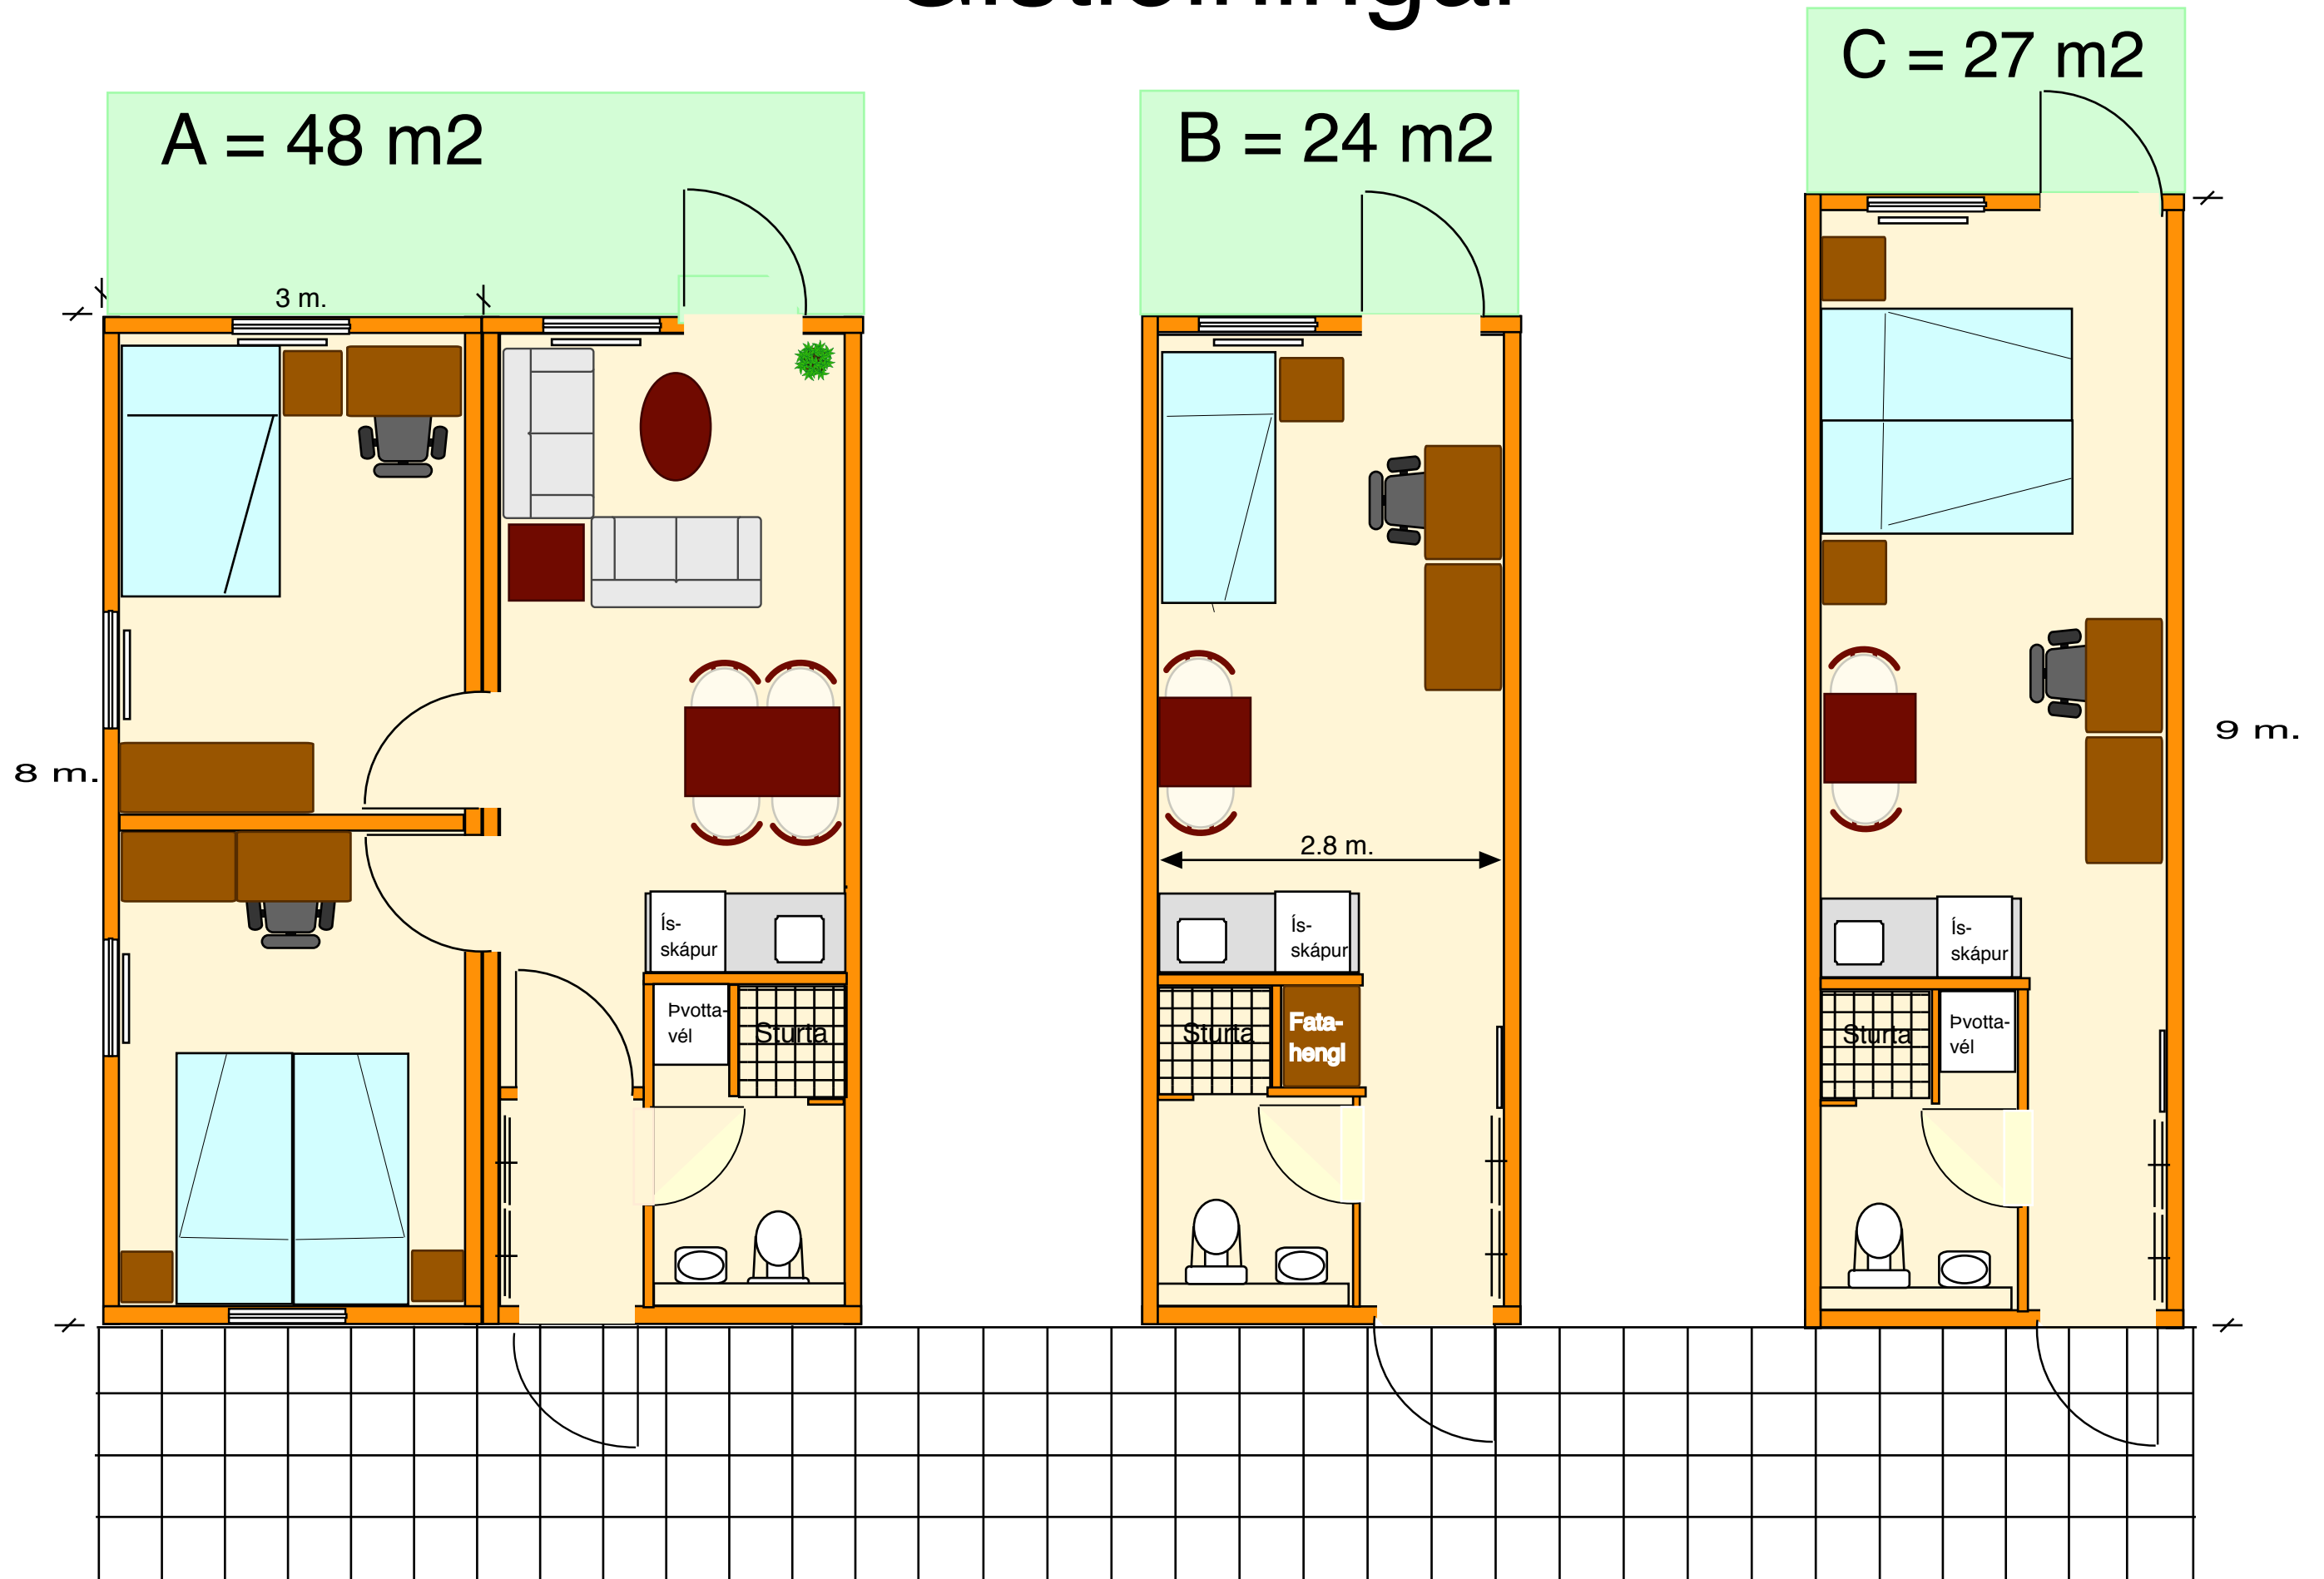 C = 27 m2
A = 48 m2
B = 24 m2
3 m.
8 m.
9 m.
2.8 m.
Ís-
skápur
Þvotta-
vél
Sturta
Ís-
skápur
Sturta
Fata-
hengi
Ís-
skápur
Sturta
Þvotta-
vél